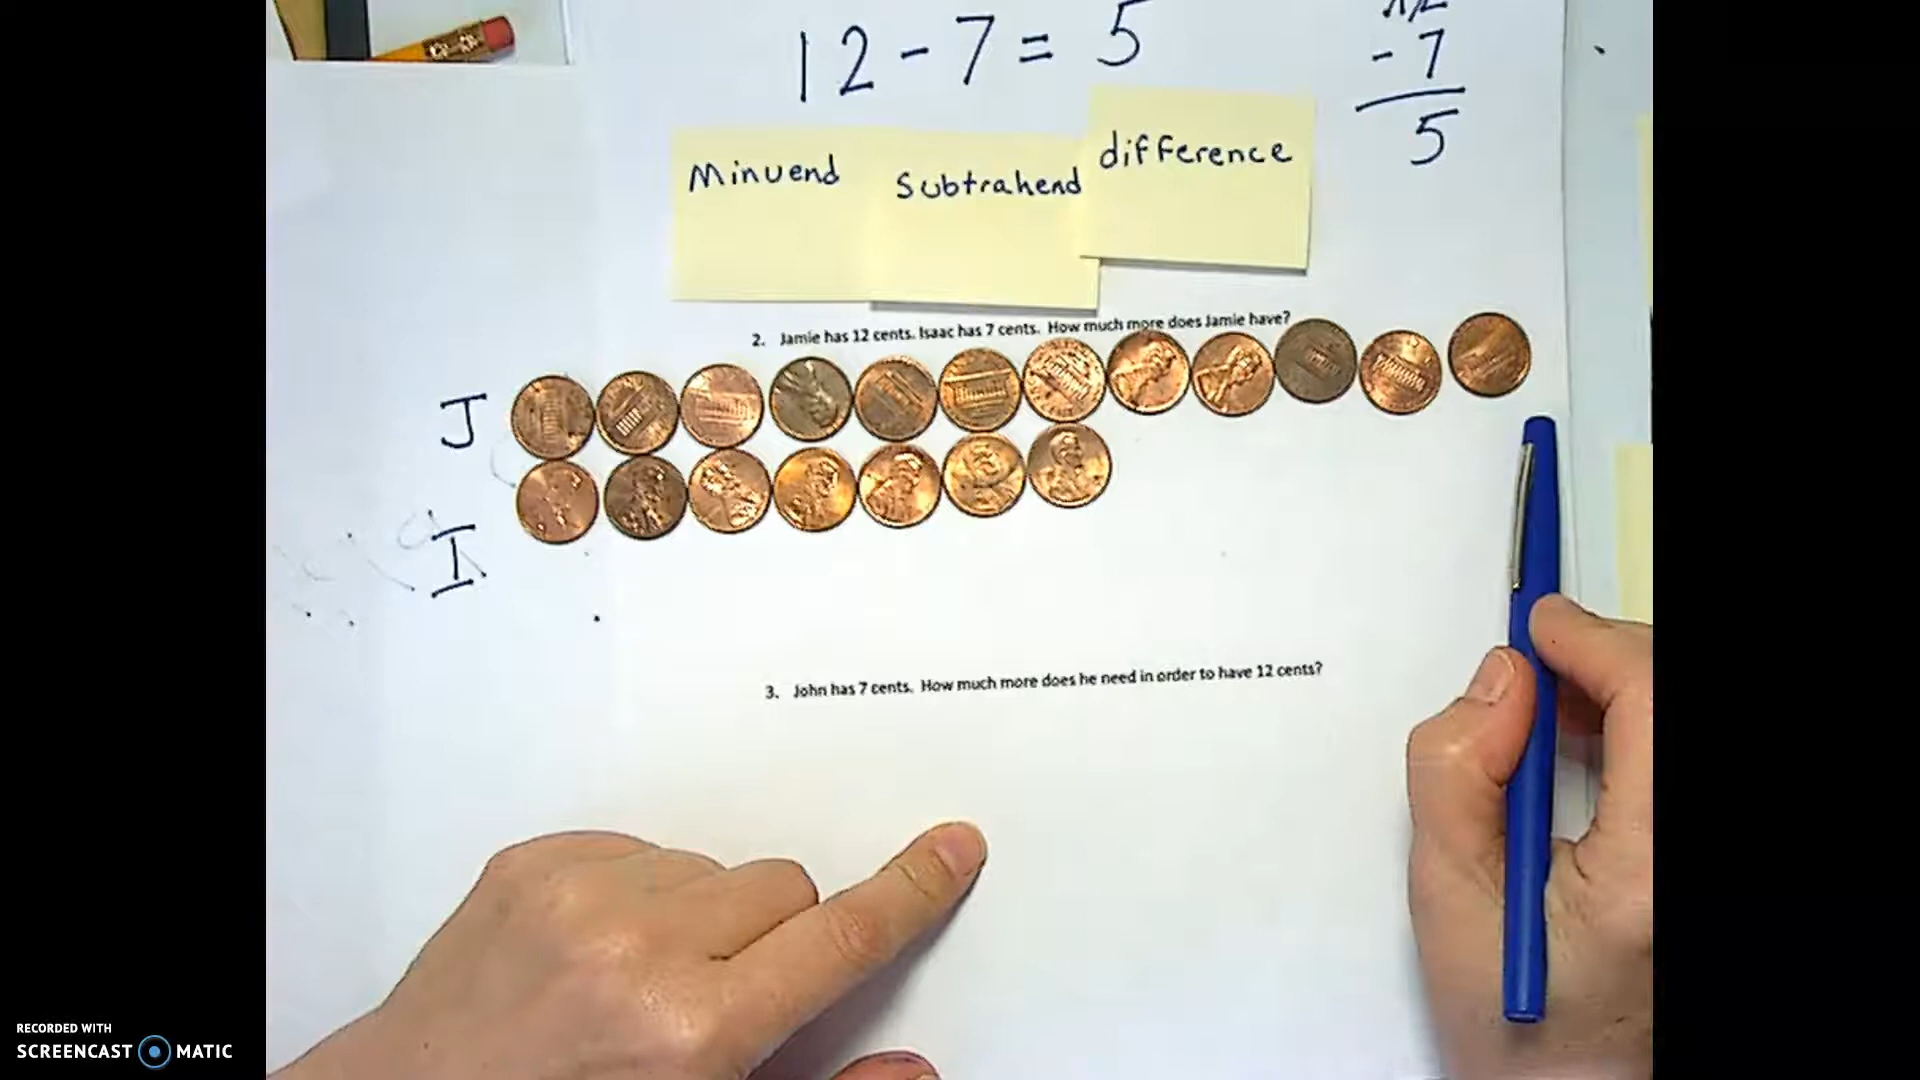 12 - 7 = 5
- 7
5
Minuend
Subtrahend
difference
2. Jamie has 12 cents. Isaac has 7 cents. How much more does Jamie have?
J
I
3. John has 7 cents. How much more does he need in order to have 12 cents?
RECORDED WITH
SCREENCAST MATIC